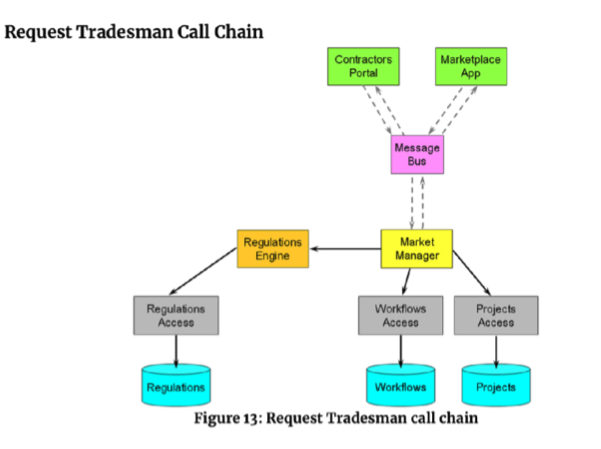 Request Tradesman Call Chain
Contractors
Portal
Marketplace
App
Message
Bus
Regulations
Engine
Market
Manager
Regulations
Access
Workflows
Access
Projects
Access
Regulations
Workflows
Projects
Figure 13: Request Tradesman call chain